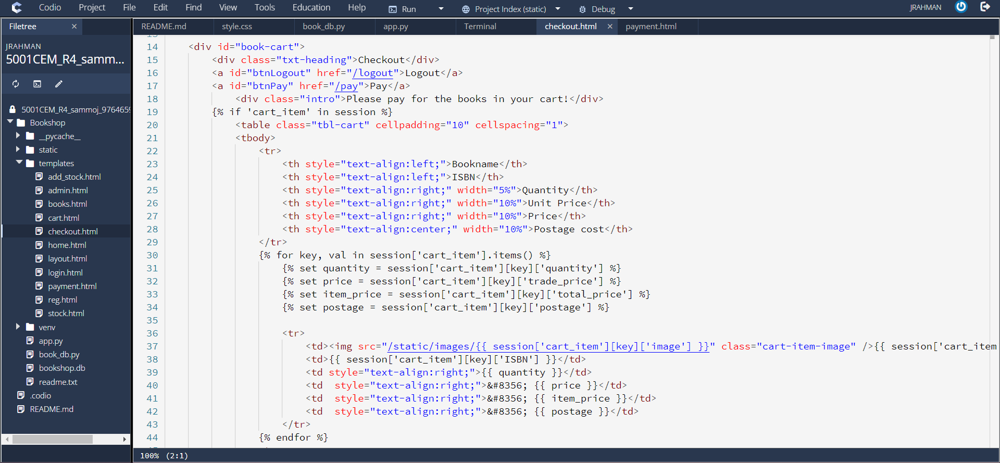 Codio Project File Edit Find View Tools Education Help Run Project Index (static) Debug JRAHMAN
Filetree ×
JRAHMAN
5001CEM_R4_samm...
5001CEM_R4_sammoj_9764659
Bookshop
__pycache__
static
templates
add_stock.html
admin.html
books.html
cart.html
checkout.html
home.html
layout.html
login.html
payment.html
reg.html
stock.html
venv
app.py
book_db.py
bookshop.db
readme.txt
.codio
README.md
README.md style.css book_db.py app.py Terminal checkout.html × payment.html
14 <div id="book-cart">
15 <div class="txt-heading">Checkout</div>
16 <a id="btnLogout" href="/logout">Logout</a>
17 <a id="btnPay" href="/pay">Pay</a>
18 <div class="intro">Please pay for the books in your cart!</div>
19 {% if 'cart_item' in session %}
20 <table class="tbl-cart" cellpadding="10" cellspacing="1">
21 <tbody>
22 <tr>
23 <th style="text-align:left;">Bookname</th>
24 <th style="text-align:left;">ISBN</th>
25 <th style="text-align:right;" width="5%">Quantity</th>
26 <th style="text-align:right;" width="10%">Unit Price</th>
27 <th style="text-align:right;" width="10%">Price</th>
28 <th style="text-align:center;" width="10%">Postage cost</th>
29 </tr>
30 {% for key, val in session['cart_item'].items() %}
31 {% set quantity = session['cart_item'][key]['quantity'] %}
32 {% set price = session['cart_item'][key]['trade_price'] %}
33 {% set item_price = session['cart_item'][key]['total_price'] %}
34 {% set postage = session['cart_item'][key]['postage'] %}
35
36 <tr>
37 <td><img src="/static/images/{{ session['cart_item'][key]['image'] }}" class="cart-item-image" />{{ session['cart_item
38 <td>{{ session['cart_item'][key]['ISBN'] }}</td>
39 <td style="text-align:right;">{{ quantity }}</td>
40 <td  style="text-align:right;">&#8356; {{ price }}</td>
41 <td  style="text-align:right;">&#8356; {{ item_price }}</td>
42 <td  style="text-align:right;">&#8356; {{ postage }}</td>
43 </tr>
44 {% endfor %}
100% (2:1)